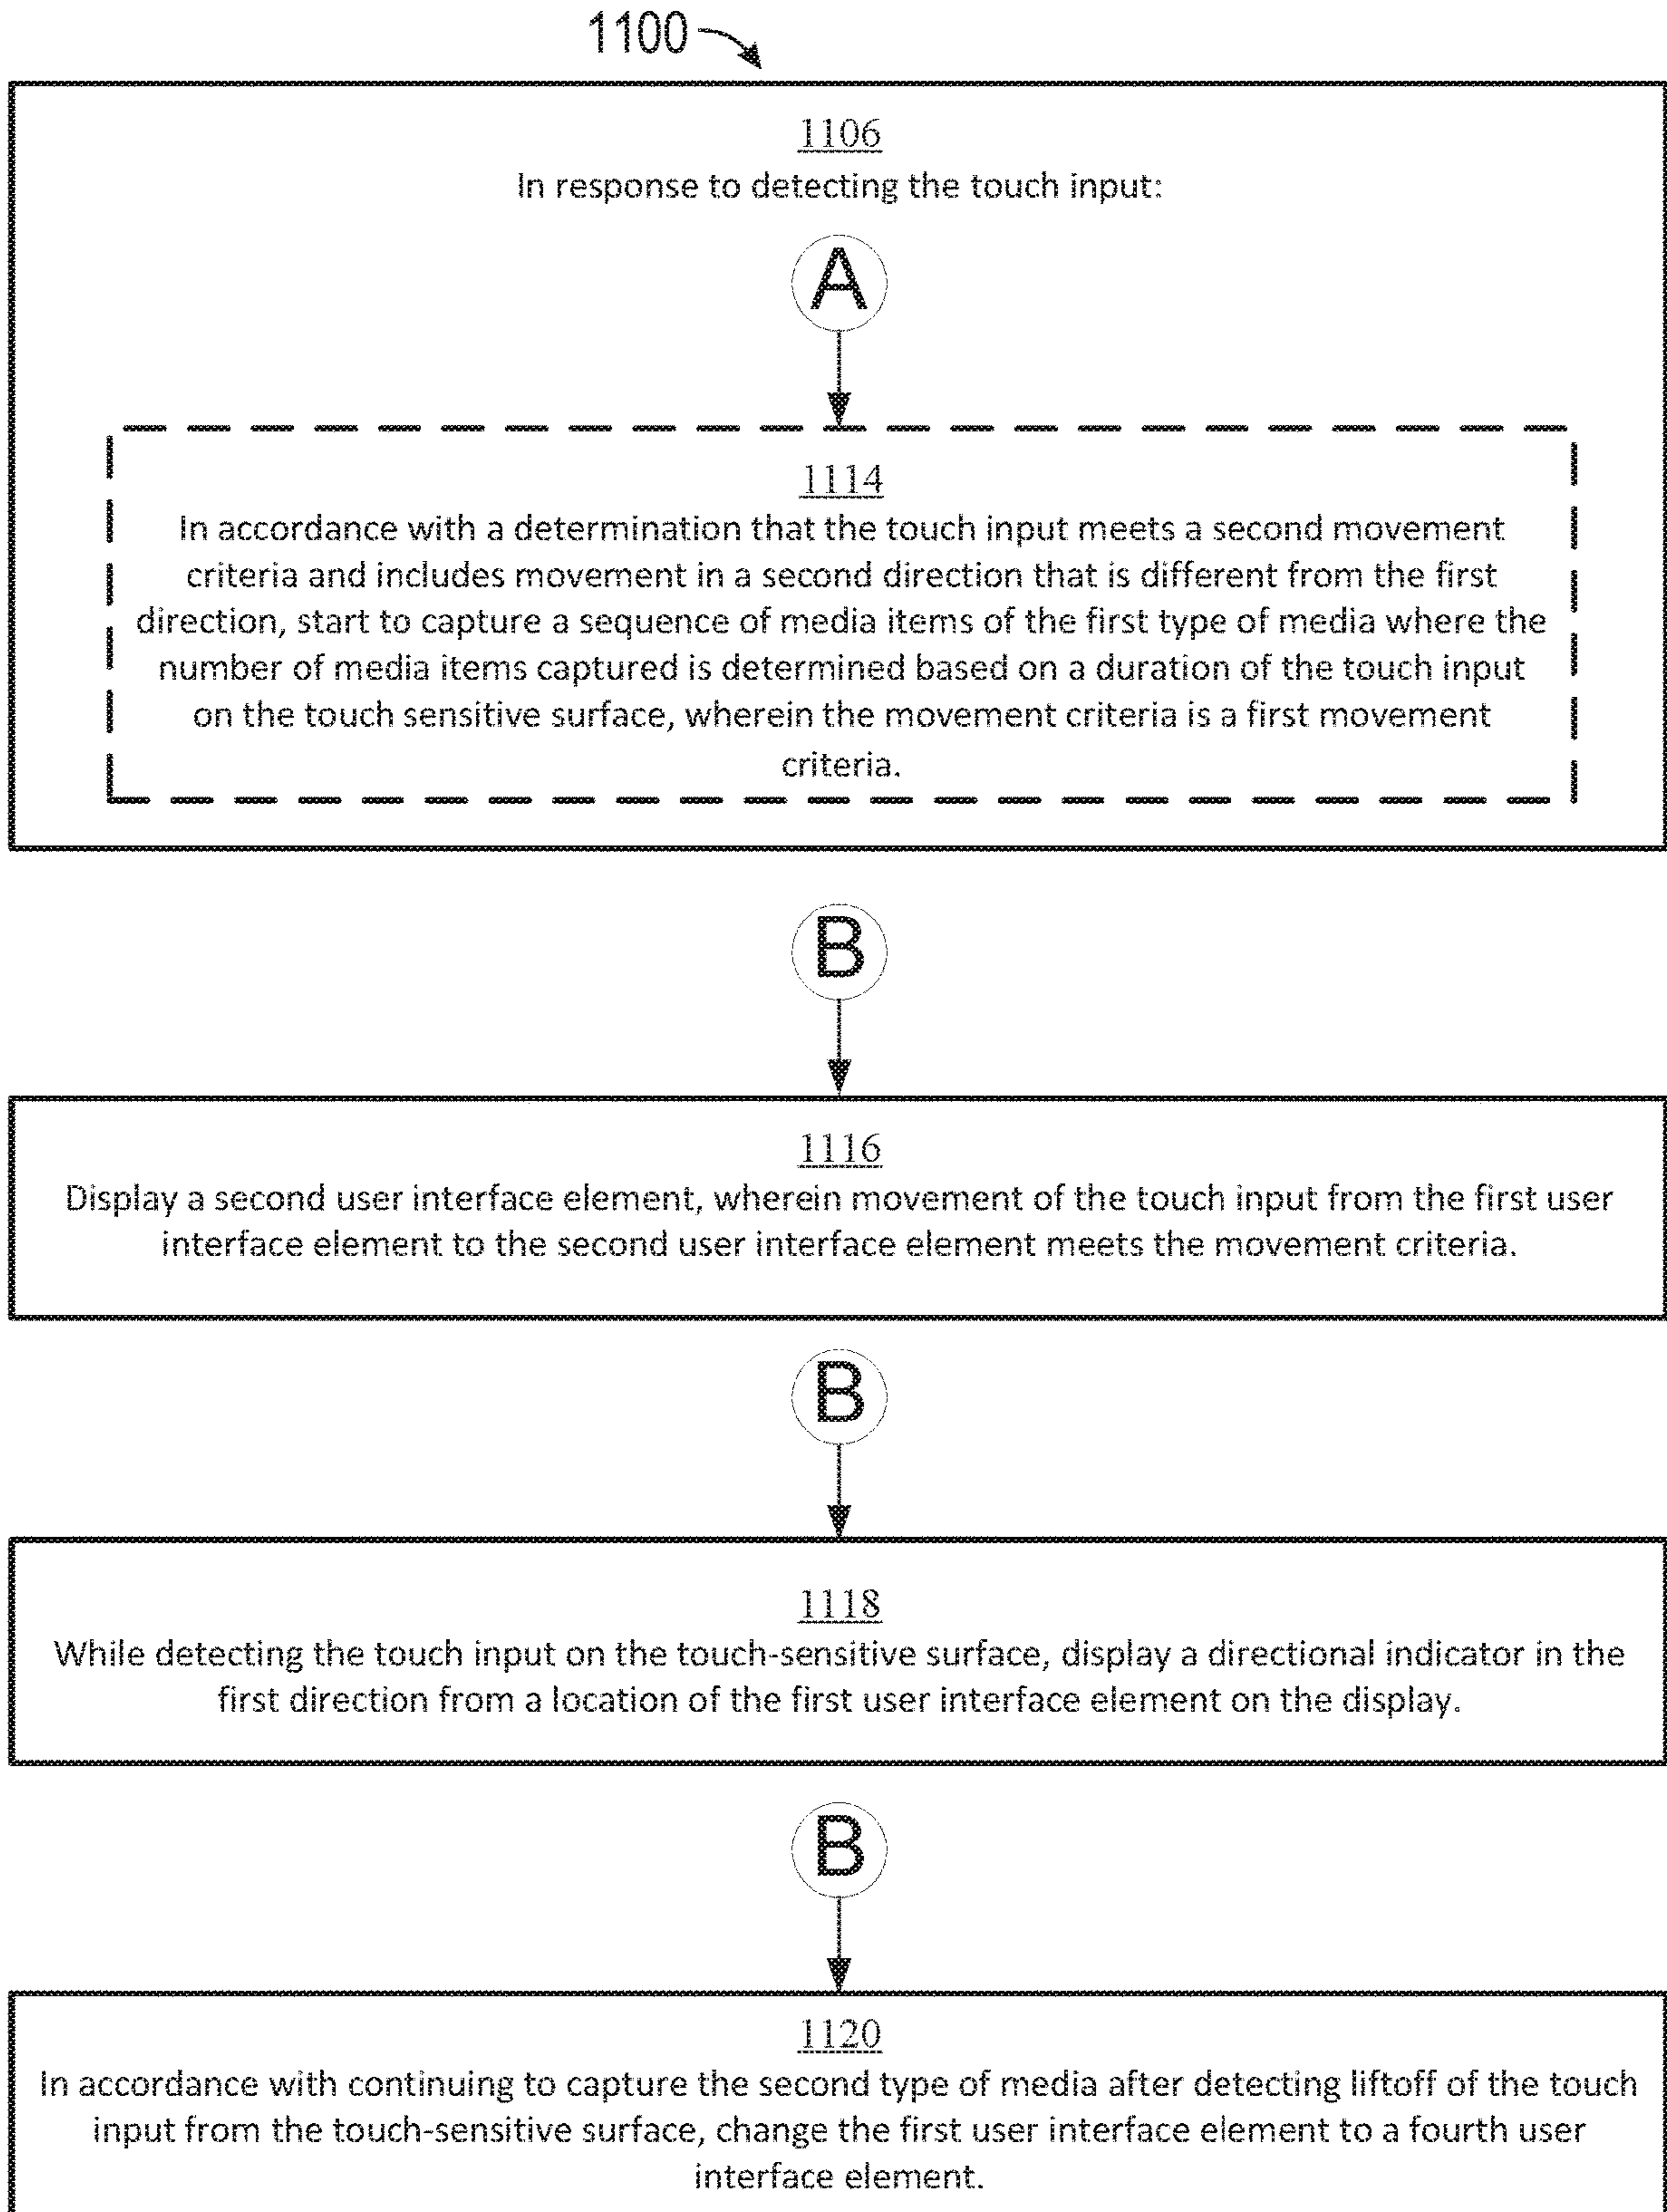 1100
1106
In response to detecting the touch input:
A
1114
In accordance with a determination that the touch input meets a second movement
criteria and includes movement in a second direction that is different from the first
direction, start to capture a sequence of media items of the first type of media where the
number of media items captured is determined based on a duration of the touch input
on the touch sensitive surface, wherein the movement criteria is a first movement
criteria.
B
1116
Display a second user interface element, wherein movement of the touch input from the first user
interface element to the second user interface element meets the movement criteria.
B
1118
While detecting the touch input on the touch-sensitive surface, display a directional indicator in the
first direction from a location of the first user interface element on the display.
B
1120
In accordance with continuing to capture the second type of media after detecting liftoff of the touch
input from the touch-sensitive surface, change the first user interface element to a fourth user
interface element.